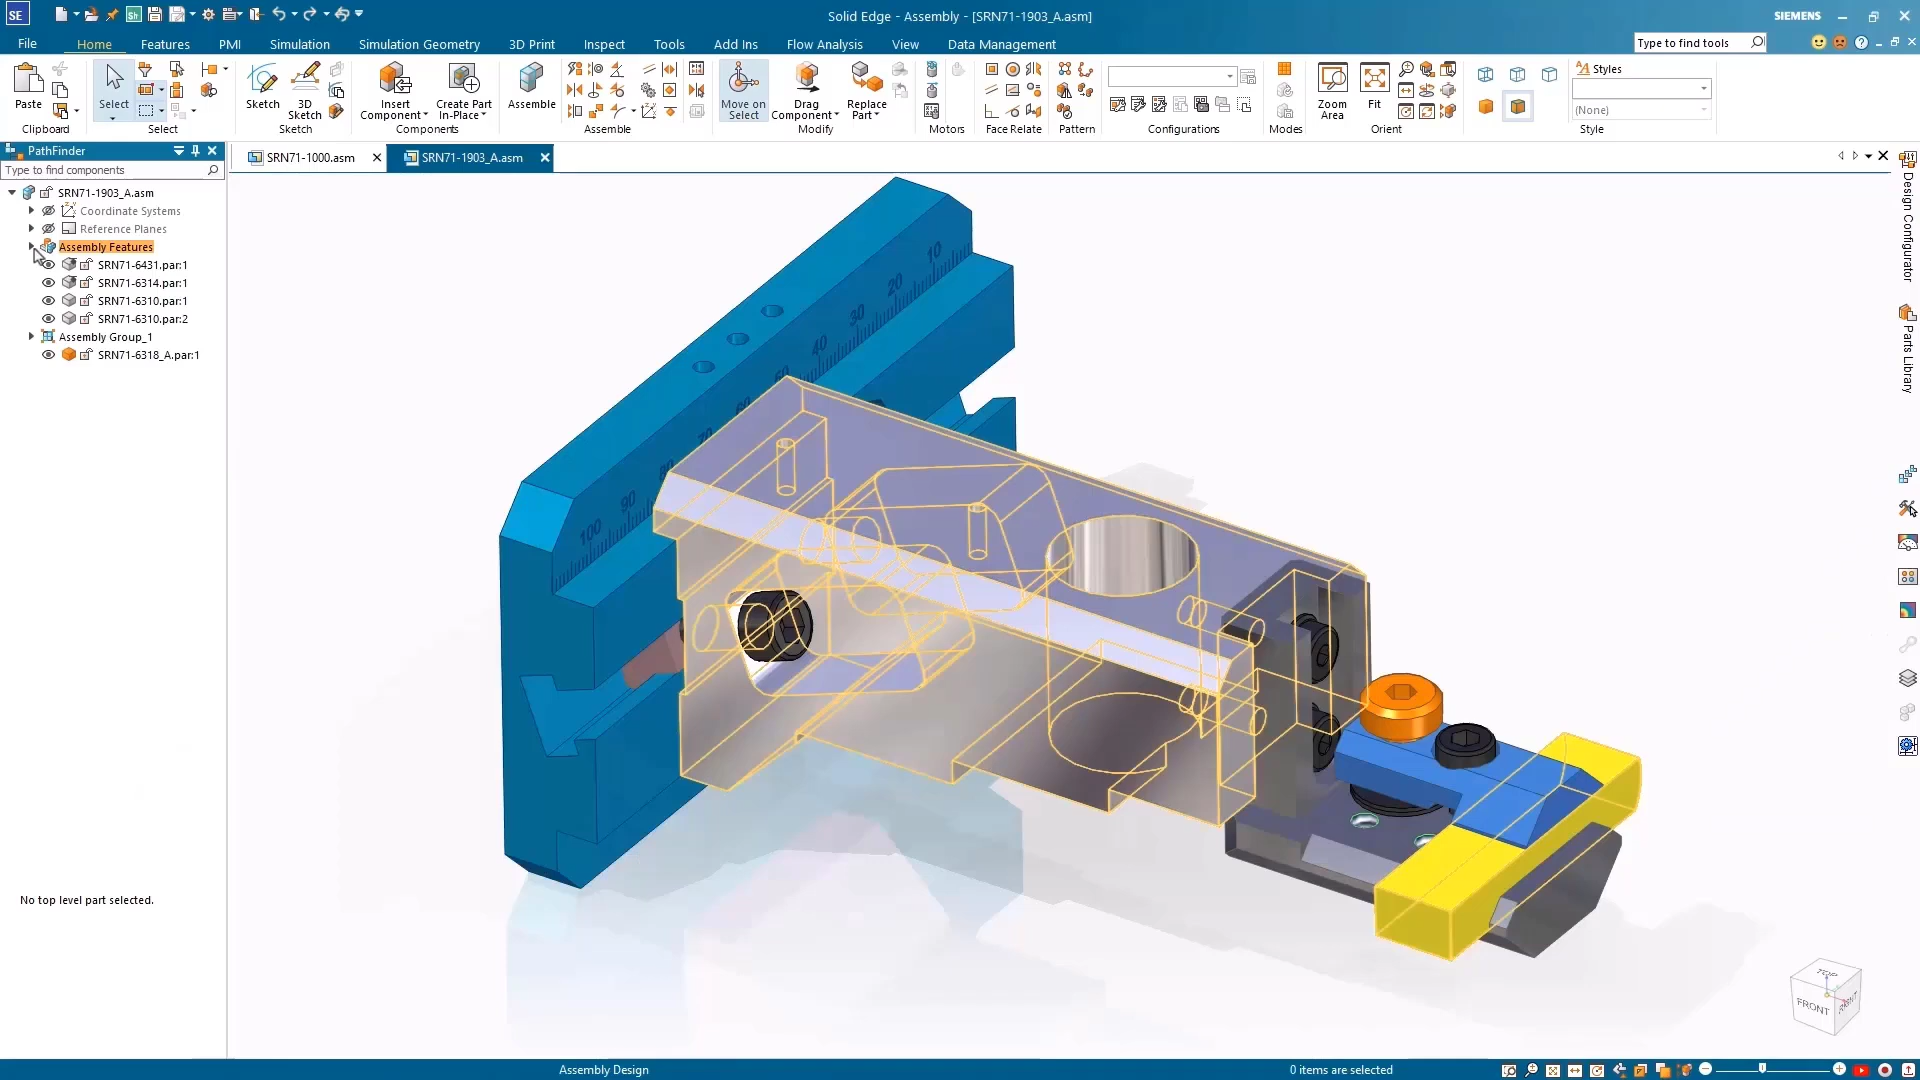 SE
Sh
Solid Edge - Assembly - [SRN71-1903_A.asm]
SIEMENS
File
Home
Features
PMI
Simulation
Simulation Geometry
3D Print
Inspect
Tools
Add Ins
Flow Analysis
View
Data Management
Type to find tools
Paste
Clipboard
Select
Select
Sketch
3D
Sketch
Sketch
Insert
Component
Create Part
In-Place
Components
Assemble
Assemble
Move on
Select
Drag
Component
Replace
Part
Modify
Motors
Face Relate
Pattern
Configurations
Modes
Zoom
Area
Fit
Orient
Styles
(None)
Style
PathFinder
Type to find components
SRN71-1903_A.asm
Coordinate Systems
Reference Planes
Assembly Features
SRN71-6431.par:1
SRN71-6314.par:1
SRN71-6310.par:1
SRN71-6310.par:2
Assembly Group_1
SRN71-6318_A.par:1
No top level part selected.
SRN71-1000.asm
SRN71-1903_A.asm
10
20
30
40
90
100
Design Configurator
Parts Library
TOP
FRONT
RIGHT
Assembly Design
0 items are selected